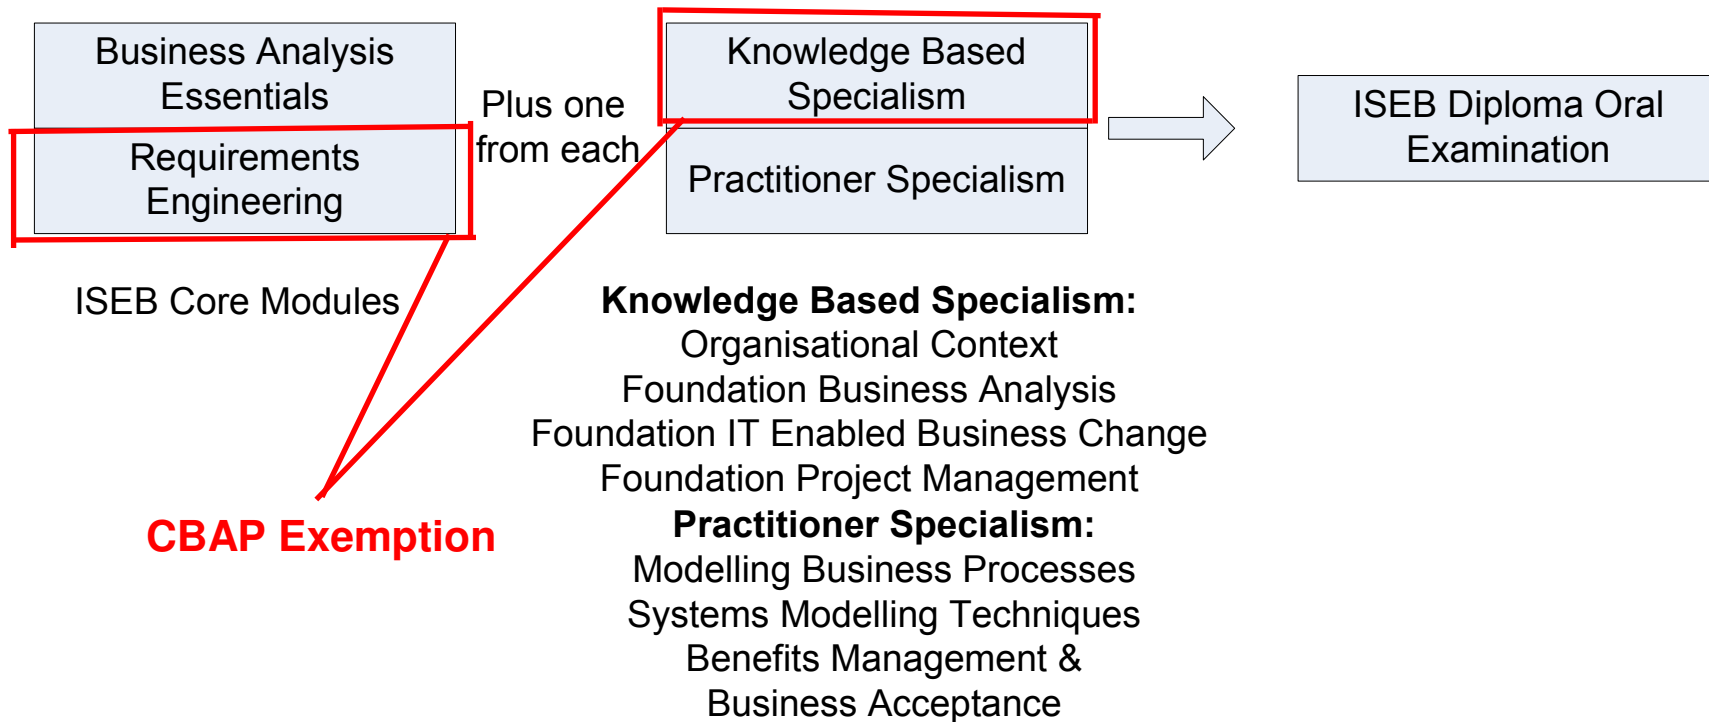 Business Analysis
Essentials
Requirements
Engineering
ISEB Core Modules
Plus one
from each
Knowledge Based
Specialism
Practitioner Specialism
ISEB Diploma Oral
Examination
CBAP Exemption
Knowledge Based Specialism:
Organisational Context
Foundation Business Analysis
Foundation IT Enabled Business Change
Foundation Project Management
Practitioner Specialism:
Modelling Business Processes
Systems Modelling Techniques
Benefits Management &
Business Acceptance